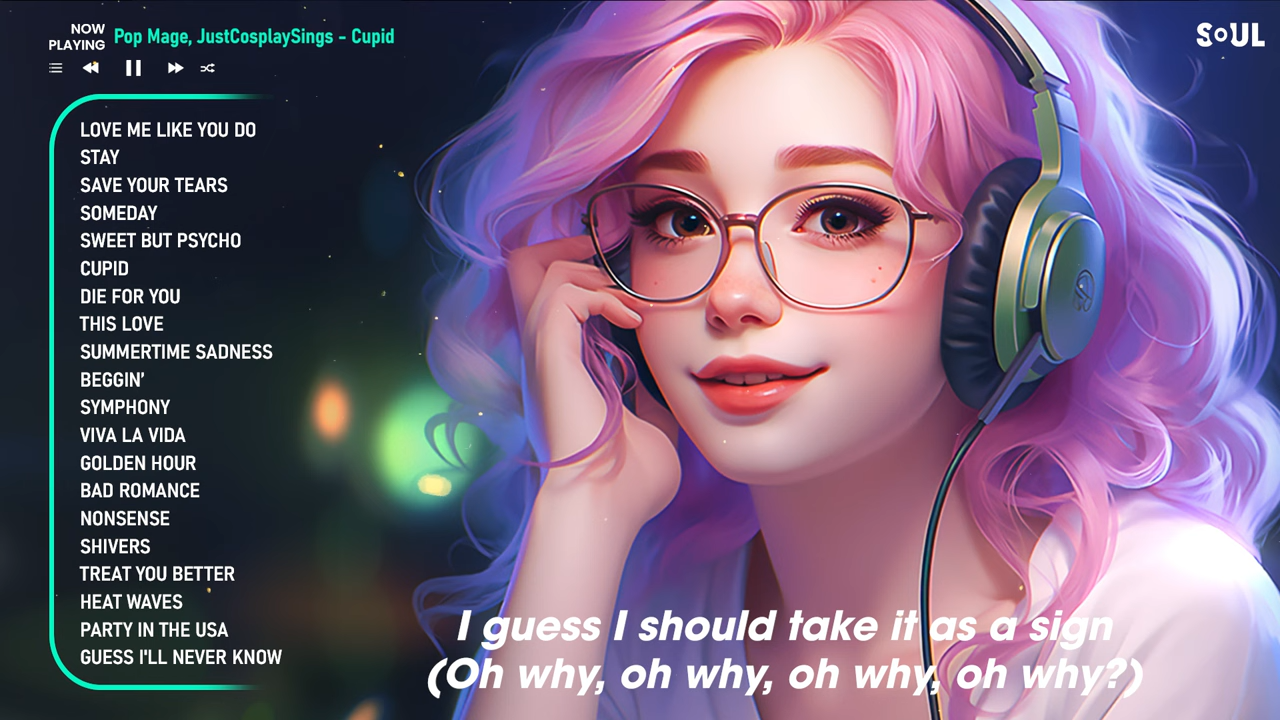 NOW
PLAYING
Pop Mage, JustCosplaySings - Cupid
SOUL
LOVE ME LIKE YOU DO
STAY
SAVE YOUR TEARS
SOMEDAY
SWEET BUT PSYCHO
CUPID
DIE FOR YOU
THIS LOVE
SUMMERTIME SADNESS
BEGGIN'
SYMPHONY
VIVA LA VIDA
GOLDEN HOUR
BAD ROMANCE
NONSENSE
SHIVERS
TREAT YOU BETTER
HEAT WAVES
PARTY IN THE USA
GUESS I'LL NEVER KNOW
I guess I should take it as a sign
(Oh why, oh why, oh why, oh why?)